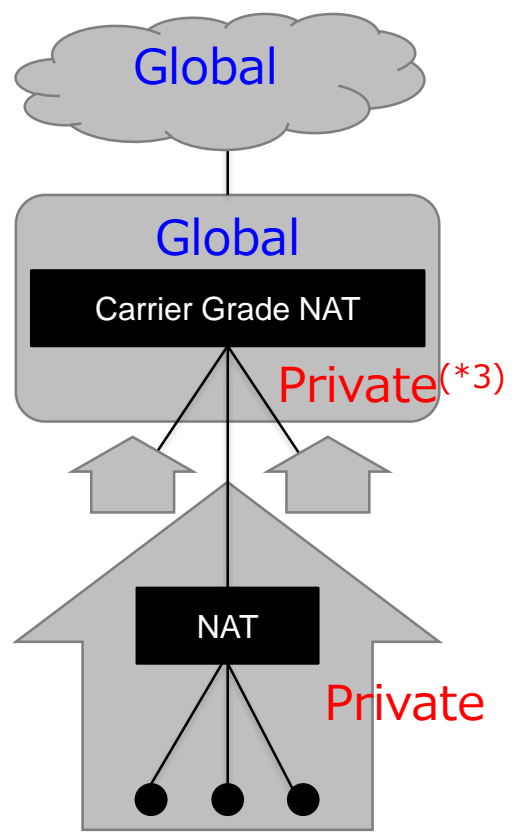 Global
Global
Carrier Grade NAT
Private(*3)
NAT
Private